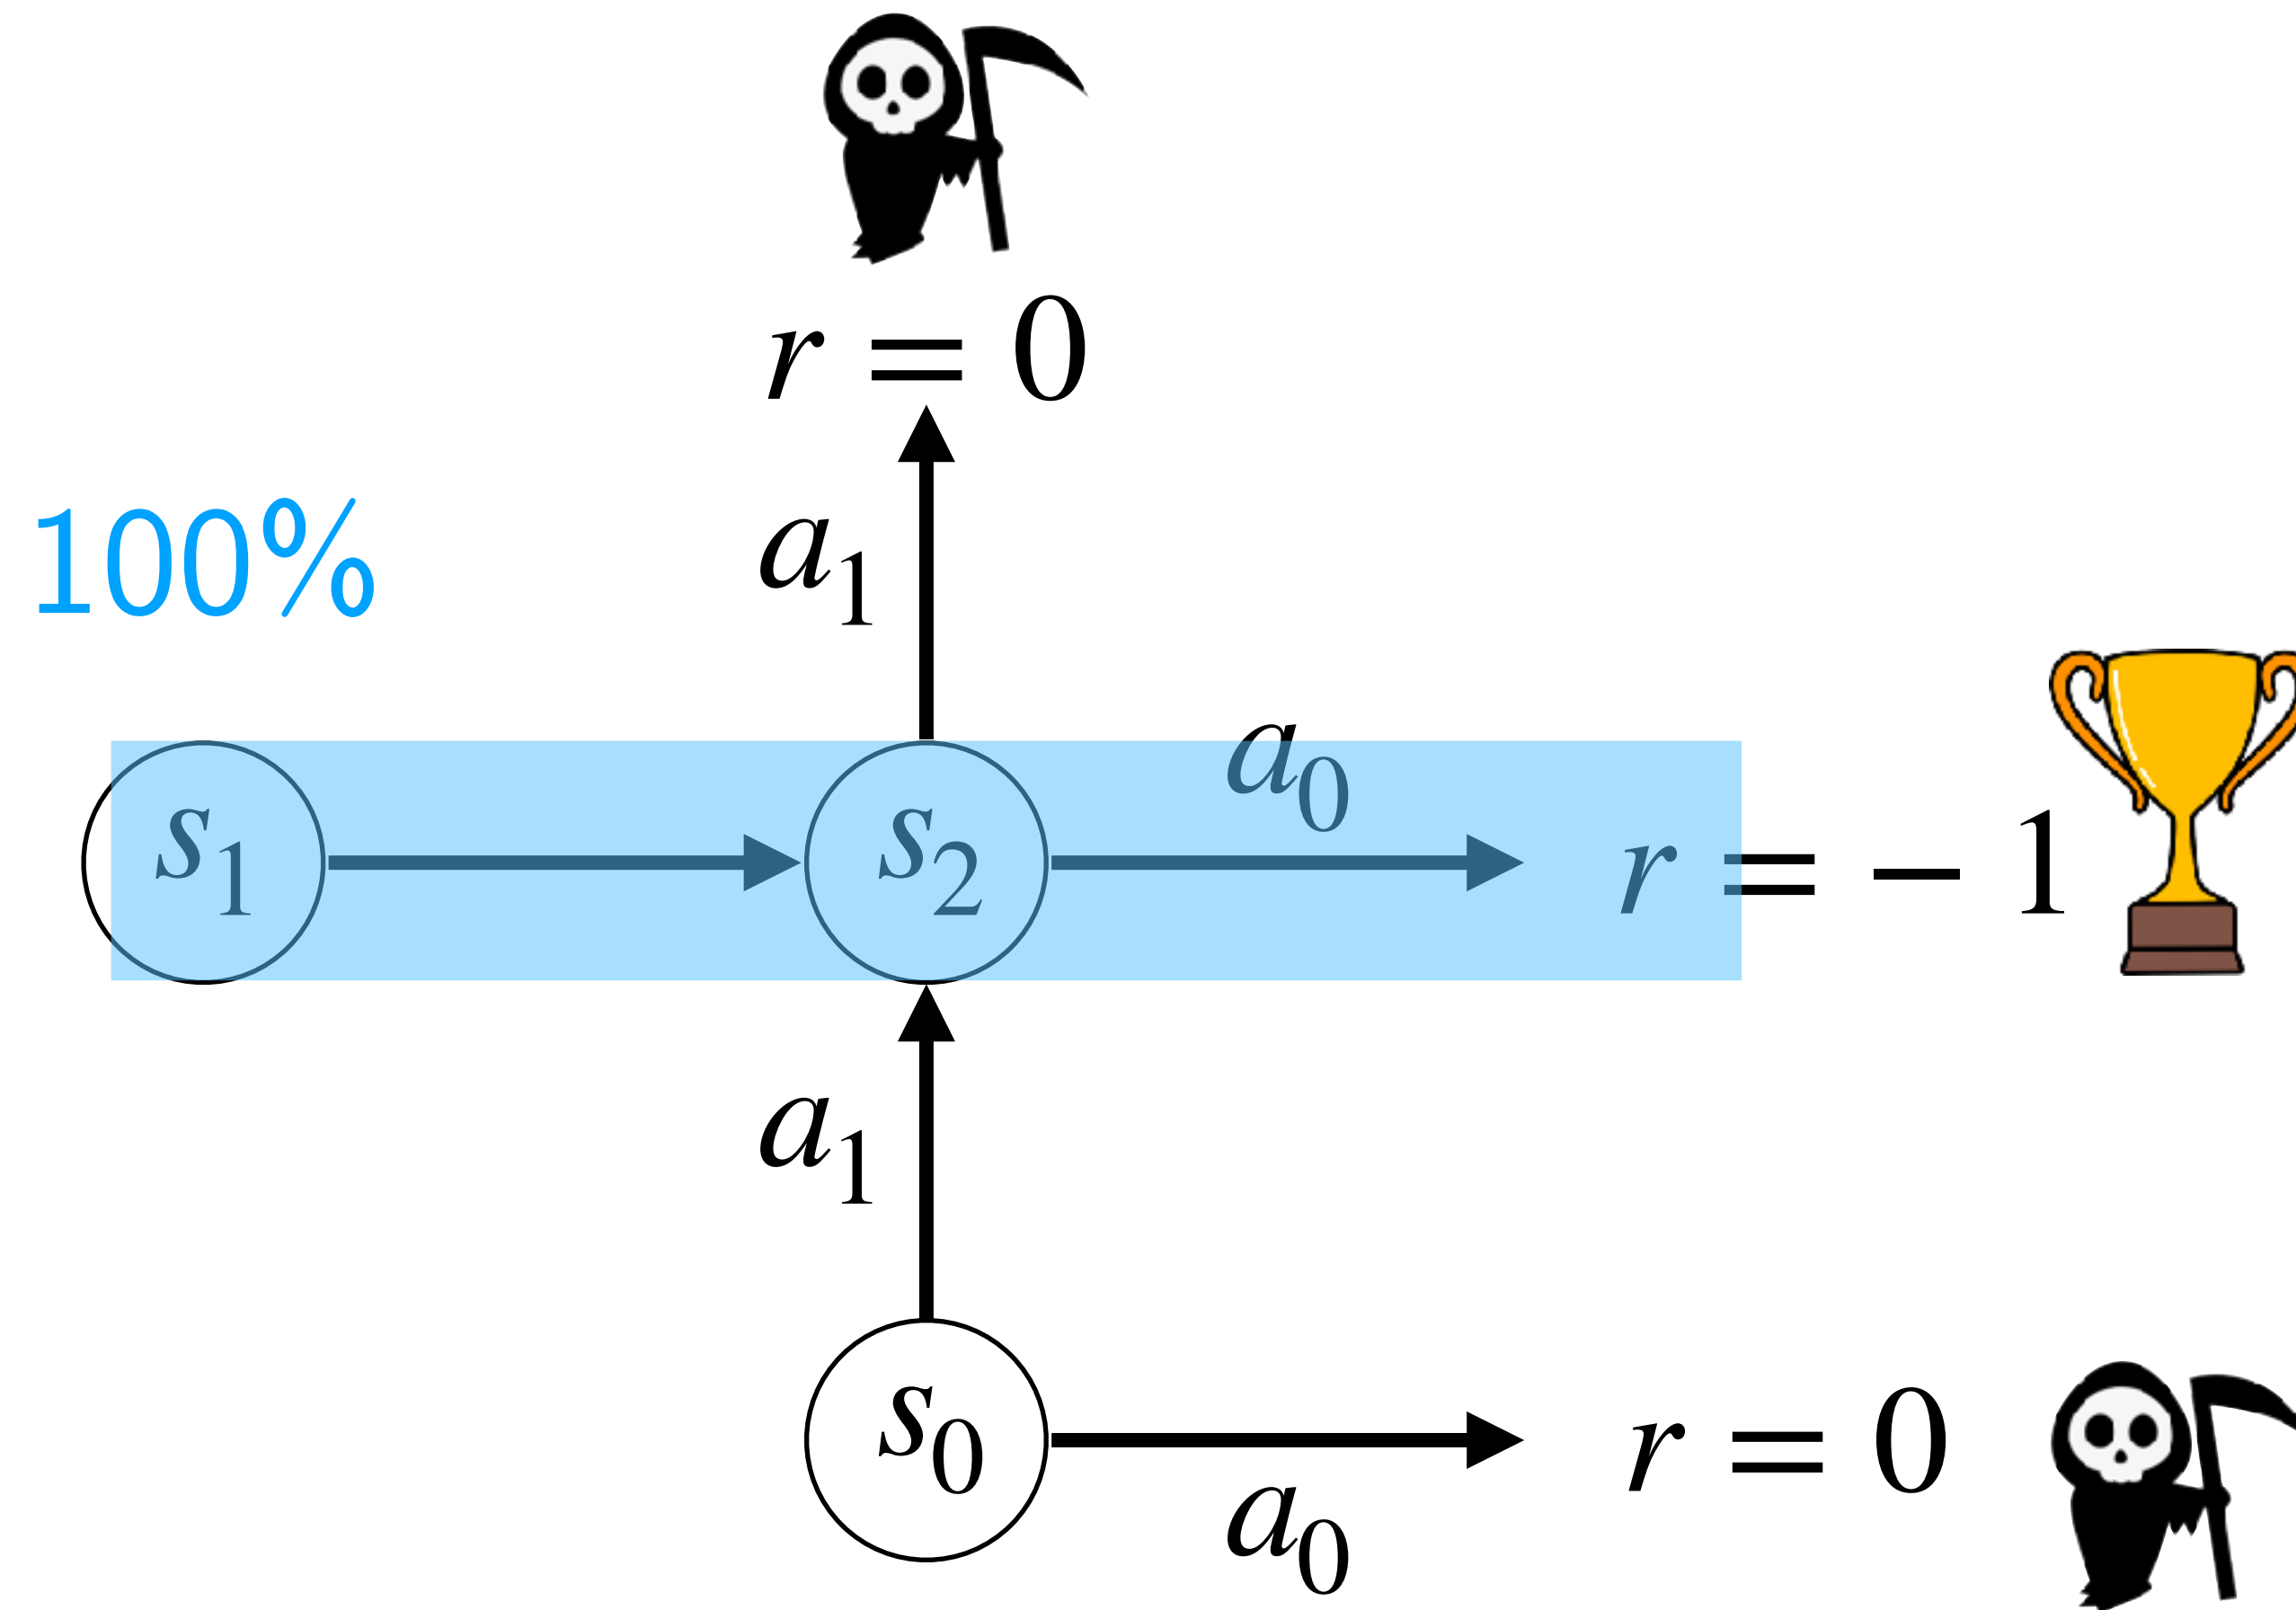 r = 0
100%
a₁
a₀
s₁
s₂
r = − 1
a₁
s₀
r = 0
a₀